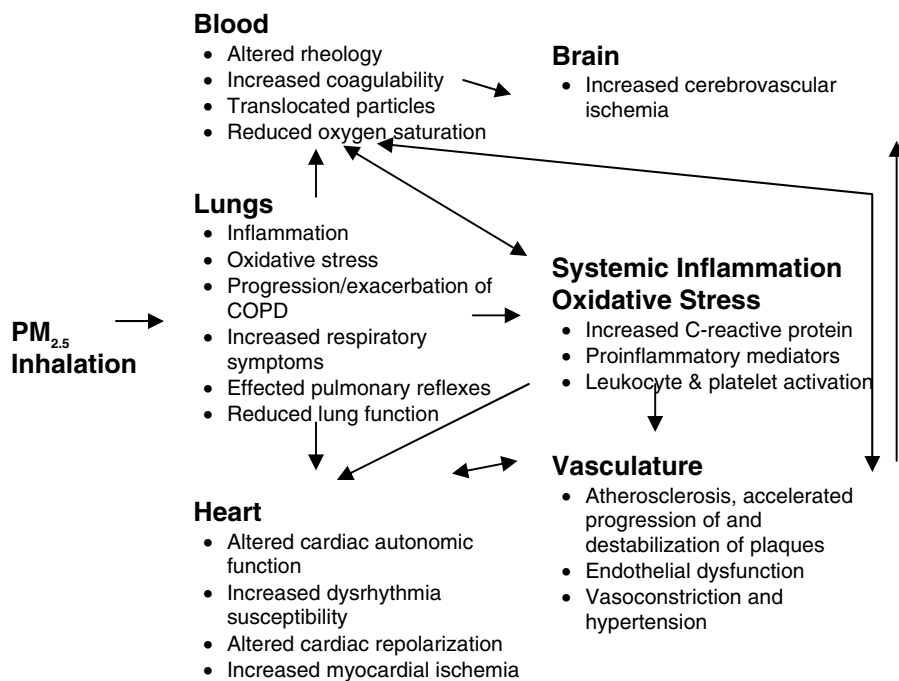 Blood
• Altered rheology
• Increased coagulability
• Translocated particles
• Reduced oxygen saturation
Brain
• Increased cerebrovascular
ischemia
Lungs
• Inflammation
• Oxidative stress
• Progression/exacerbation of
COPD
• Increased respiratory
symptoms
• Effected pulmonary reflexes
• Reduced lung function
PM2.5
Inhalation
Systemic Inflammation
Oxidative Stress
• Increased C-reactive protein
• Proinflammatory mediators
• Leukocyte & platelet activation
Heart
• Altered cardiac autonomic
function
• Increased dysrhythmia
susceptibility
• Altered cardiac repolarization
• Increased myocardial ischemia
Vasculature
• Atherosclerosis, accelerated
progression of and
destabilization of plaques
• Endothelial dysfunction
• Vasoconstriction and
hypertension